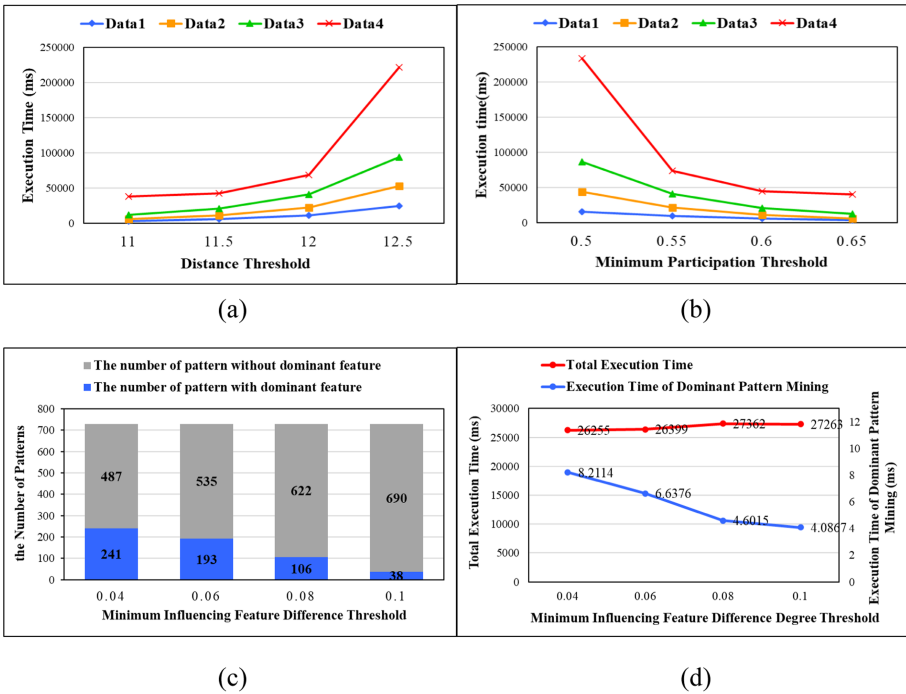 Data1 Data2 Data3 Data4
250000
200000
150000
100000
50000
0
Execution Time (ms)
11 11.5 12 12.5
Distance Threshold
(a)
Data1 Data2 Data3 Data4
250000
200000
150000
100000
50000
0
Execution time(ms)
0.5 0.55 0.6 0.65
Minimum Participation Threshold
(b)
The number of pattern without dominant feature
The number of pattern with dominant feature
800
700
600
500
400
300
200
100
0
the Number of Patterns
487 535 622 690
241 193 106 38
0.04 0.06 0.08 0.1
Minimum Influencing Feature Difference Threshold
(c)
Total Execution Time
Execution Time of Dominant Pattern Mining
30000
25000
20000
15000
10000
5000
0
Total Execution Time (ms)
26255 26399 27362 27263
8.2114 6.6376 4.6015 4.0867
12
10
8
6
4
2
0
Execution Time of Dominant Pattern
Mining (ms)
0.04 0.06 0.08 0.1
Minimum Influencing Feature Difference Degree Threshold
(d)